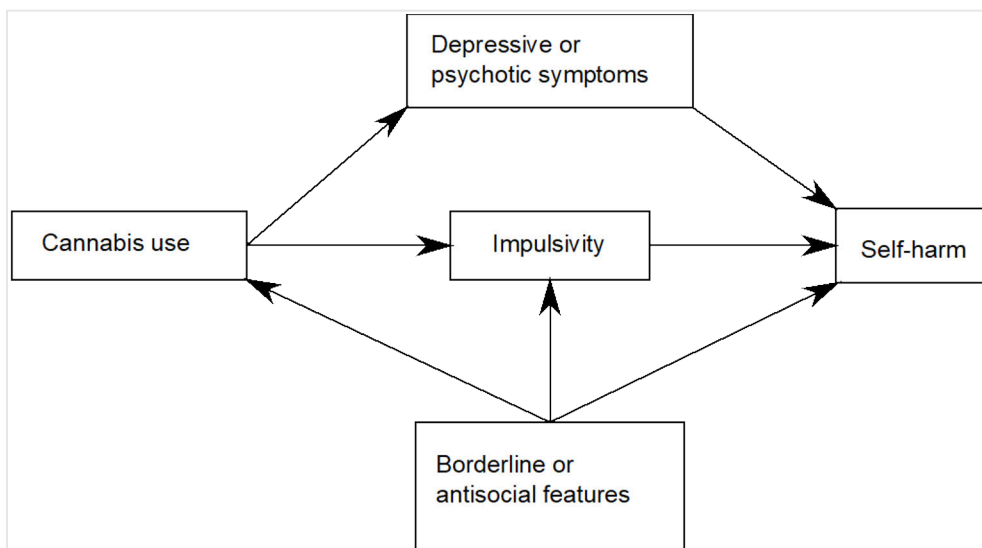 Depressive or
psychotic symptoms
Cannabis use
Impulsivity
Self-harm
Borderline or
antisocial features